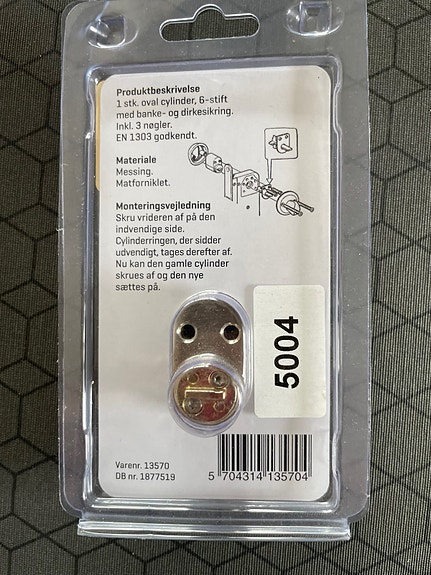 Produktbeskrivelse
1 stk. oval cylinder, 6-stift
med banke- og dirkesikring.
Inkl. 3 nøgler.
EN 1303 godkendt.
Materiale
Messing.
Matforniklet.
Monteringsvejledning
Skru vrideren af på den
indvendige side.
Cylinderringen, der sidder
udvendigt, tages derefter af.
Nu kan den gamle cylinder
skrues af og den nye
sættes på.
5004
Varenr. 13570
DB nr. 1877519
5 704314 135704